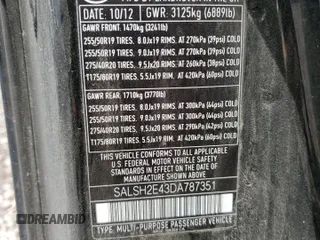 DATE: 10/12 GWR: 3125kg (6889lb)
GAWR FRONT: 1470kg (3241lb)
255/50R19 TIRES. 8.0Jx19 RIMS. AT 270kPa (39psi) COLD
255/50R19 TIRES. 9.0Jx19 RIMS. AT 270kPa (39psi) COLD
275/40R20 TIRES. 9.5Jx20 RIMS. AT 260kPa (38psi) COLD
T175/80R19 TIRES. 5.5Jx19 RIMS. AT 420kPa (60psi) COLD
GAWR REAR: 1710kg (3770lb)
255/50R19 TIRES. 8.0Jx19 RIMS. AT 300kPa (44psi) COLD
255/50R19 TIRES. 9.0Jx19 RIMS. AT 300kPa (44psi) COLD
275/40R20 TIRES. 9.5Jx20 RIMS. AT 290kPa (42psi) COLD
T175/80R19 TIRES. 5.5Jx19 RIMS. AT 420kPa (60psi) COLD
THIS VEHICLE CONFORMS TO ALL APPLICABLE
U.S. FEDERAL MOTOR VEHICLE SAFETY STANDARDS
IN EFFECT ON THE DATE OF MANUFACTURE
SHOWN ABOVE.
SALSH2E43DA787351
TYPE: MULTI-PURPOSE PASSENGER VEHICLE